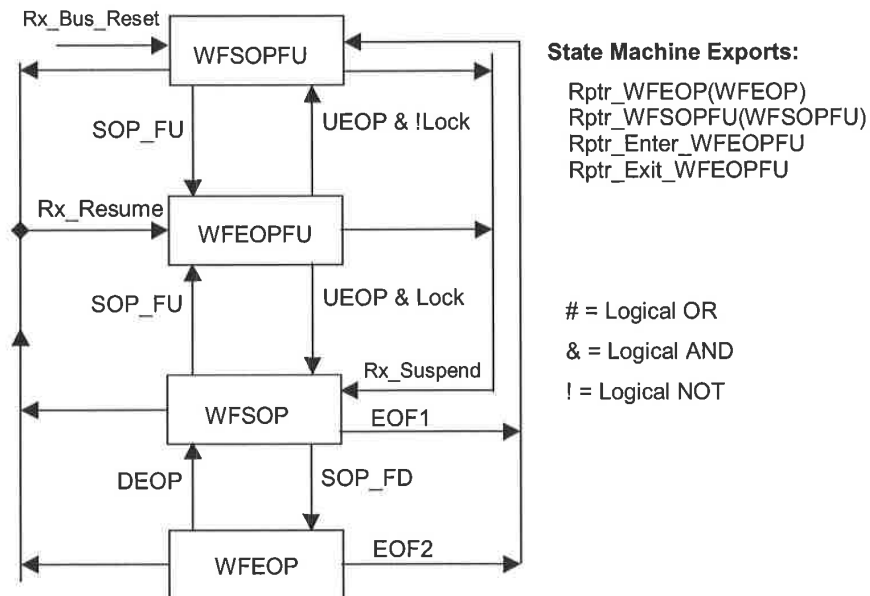 Rx_Bus_Reset
WFSOPFU
SOP_FU
UEOP & !Lock
Rx_Resume
WFEOPFU
SOP_FU
UEOP & Lock
Rx_Suspend
WFSOP
EOF1
DEOP
SOP_FD
EOF2
WFEOP
State Machine Exports:
Rptr_WFEOP(WFEOP)
Rptr_WFSOPFU(WFSOPFU)
Rptr_Enter_WFEOPFU
Rptr_Exit_WFEOPFU
# = Logical OR
& = Logical AND
! = Logical NOT